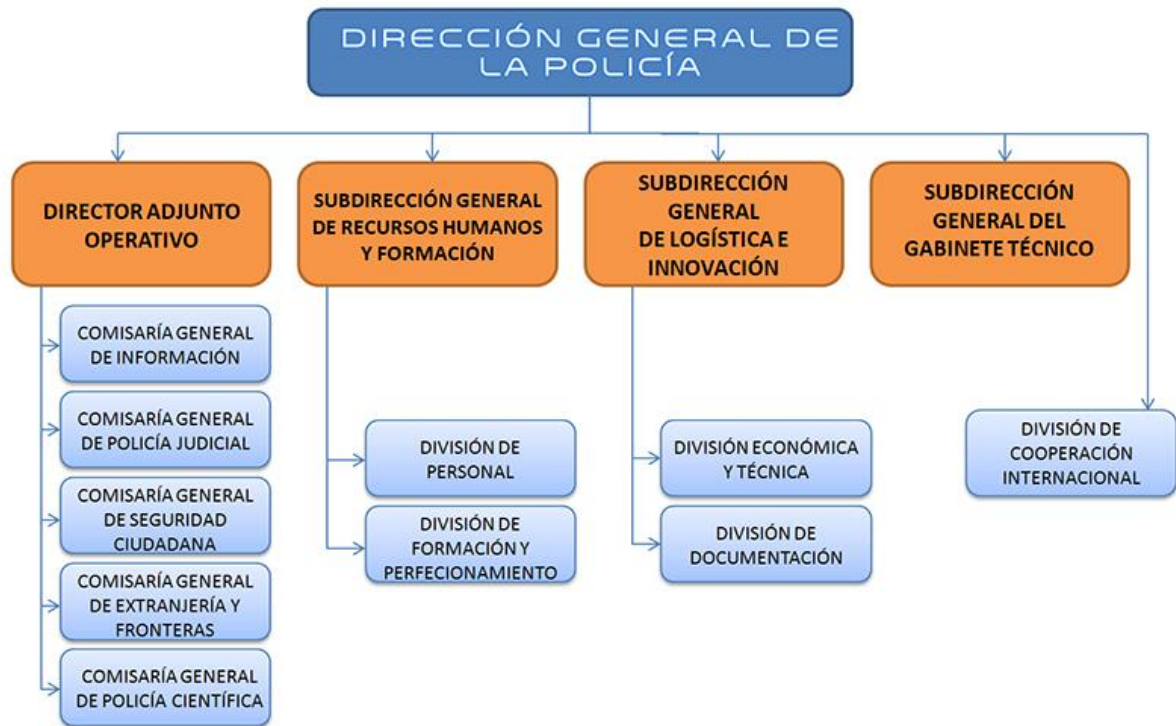 DIRECCIÓN GENERAL DE
LA POLICÍA
DIRECTOR ADJUNTO
OPERATIVO
COMISARÍA GENERAL
DE INFORMACIÓN
COMISARÍA GENERAL
DE POLICÍA JUDICIAL
COMISARÍA GENERAL
DE SEGURIDAD
CIUDADANA
COMISARÍA GENERAL
DE EXTRANJERÍA Y
FRONTERAS
COMISARÍA GENERAL
DE POLICÍA CIENTÍFICA
SUBDIRECCIÓN GENERAL
DE RECURSOS HUMANOS
Y FORMACIÓN
DIVISIÓN DE
PERSONAL
DIVISIÓN DE
FORMACIÓN Y
PERFECIONAMIENTO
SUBDIRECCIÓN
GENERAL
DE LOGÍSTICA E
INNOVACIÓN
DIVISIÓN ECONÓMICA
Y TÉCNICA
DIVISIÓN DE
DOCUMENTACIÓN
SUBDIRECCIÓN
GENERAL DEL
GABINETE TÉCNICO
DIVISIÓN DE
COOPERACIÓN
INTERNACIONAL